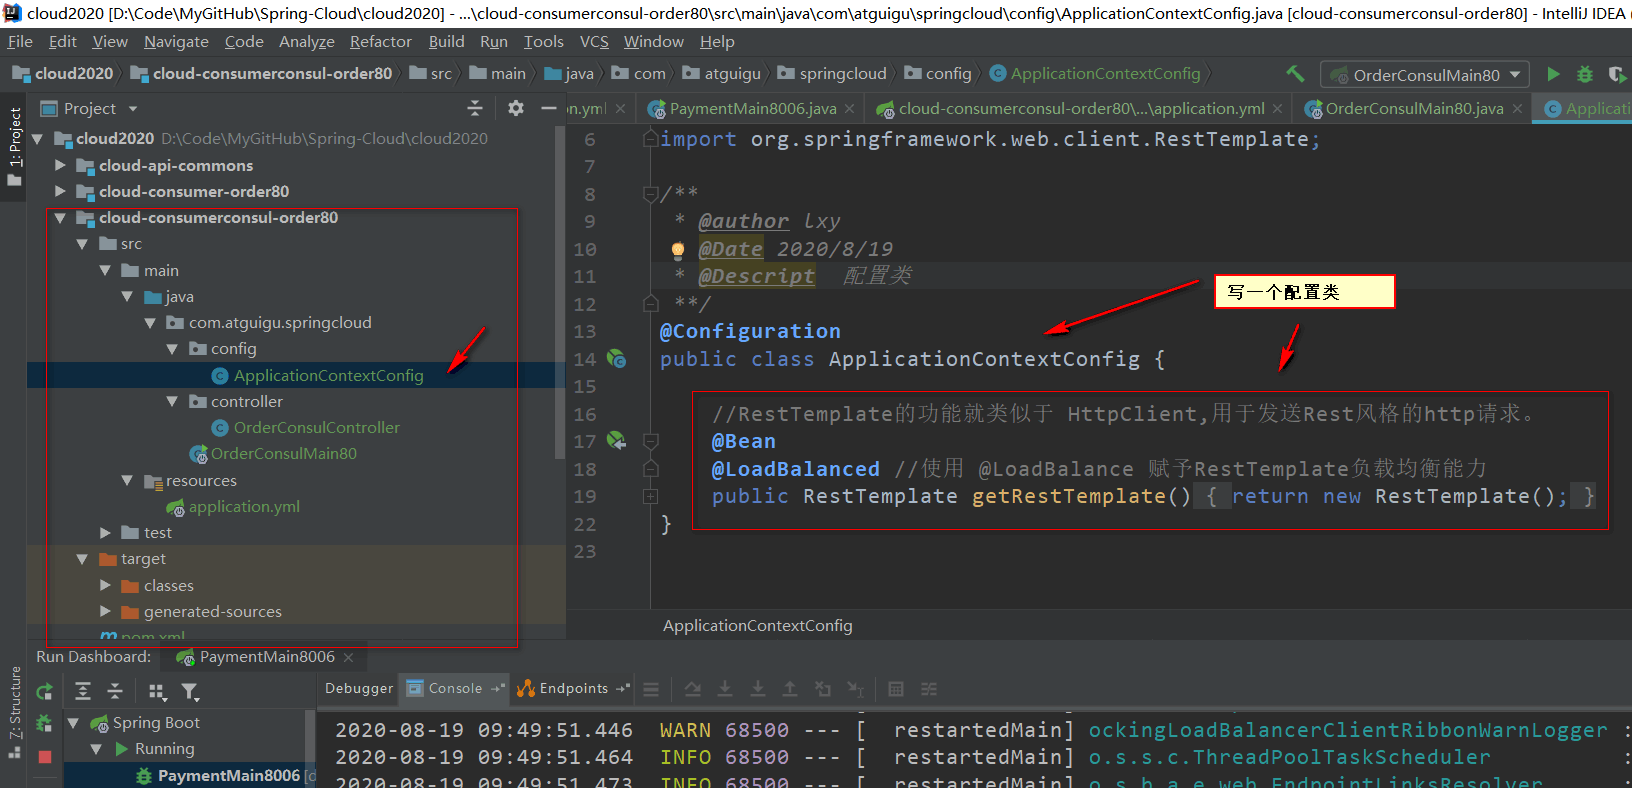 cloud2020 [D:\Code\MyGitHub\Spring-Cloud\cloud2020] - ...\cloud-consumerconsul-order80\src\main\java\com\atguigu\springcloud\config\ApplicationContextConfig.java [cloud-consumerconsul-order80] - IntelliJ IDEA (
File Edit View Navigate Code Analyze Refactor Build Run Tools VCS Window Help
cloud2020 cloud-consumerconsul-order80 src main java com atguigu springcloud config ApplicationContextConfig OrderConsulMain80
Project
on.yml PaymentMain8006.java cloud-consumerconsul-order80\...\application.yml OrderConsulMain80.java Applicati
1: Project
cloud2020 D:\Code\MyGitHub\Spring-Cloud\cloud2020
cloud-api-commons
cloud-consumer-order80
cloud-consumerconsul-order80
src
main
java
com.atguigu.springcloud
config
ApplicationContextConfig
controller
OrderConsulController
OrderConsulMain80
resources
application.yml
test
target
classes
generated-sources
pom.xml
6 import org.springframework.web.client.RestTemplate;
7
8 /**
9 * @author lxy
10 * @Date 2020/8/19
11 * @Descript 配置类
12 **/
13 @Configuration
14 public class ApplicationContextConfig {
15
16 //RestTemplate的功能就类似于 HttpClient,用于发送Rest风格的http请求。
17 @Bean
18 @LoadBalanced //使用 @LoadBalance 赋予RestTemplate负载均衡能力
19 public RestTemplate getRestTemplate() { return new RestTemplate(); }
22 }
23
写一个配置类
ApplicationContextConfig
Run Dashboard: PaymentMain8006
7: Structure
Debugger Console Endpoints
Spring Boot
Running
PaymentMain8006 [d
2020-08-19 09:49:51.446 WARN 68500 --- [ restartedMain] ockingLoadBalancerClientRibbonWarnLogger :
2020-08-19 09:49:51.464 INFO 68500 --- [ restartedMain] o.s.s.c.ThreadPoolTaskScheduler :
2020-08-19 09:49:51.473 INFO 68500 --- [ restartedMain] o.s.b.a.e.web.EndpointLinksResolver :